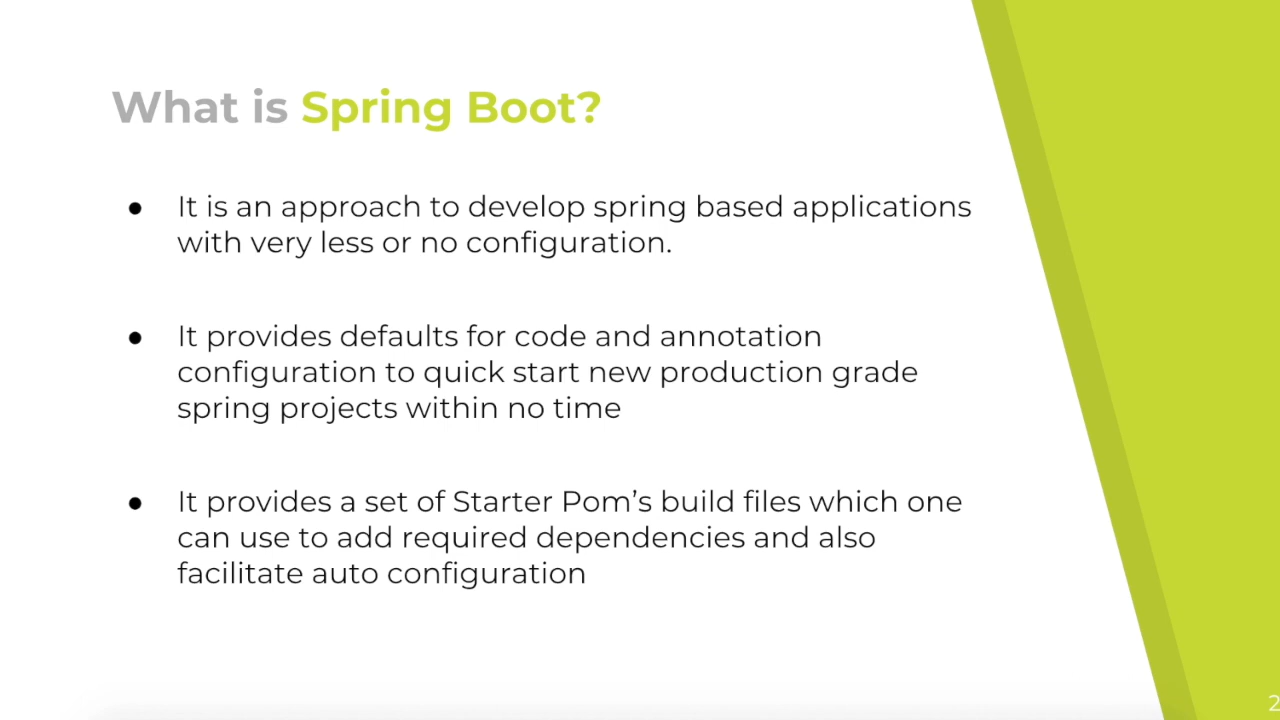 What is Spring Boot?
● It is an approach to develop spring based applications
with very less or no configuration.
● It provides defaults for code and annotation
configuration to quick start new production grade
spring projects within no time
● It provides a set of Starter Pom’s build files which one
can use to add required dependencies and also
facilitate auto configuration
2